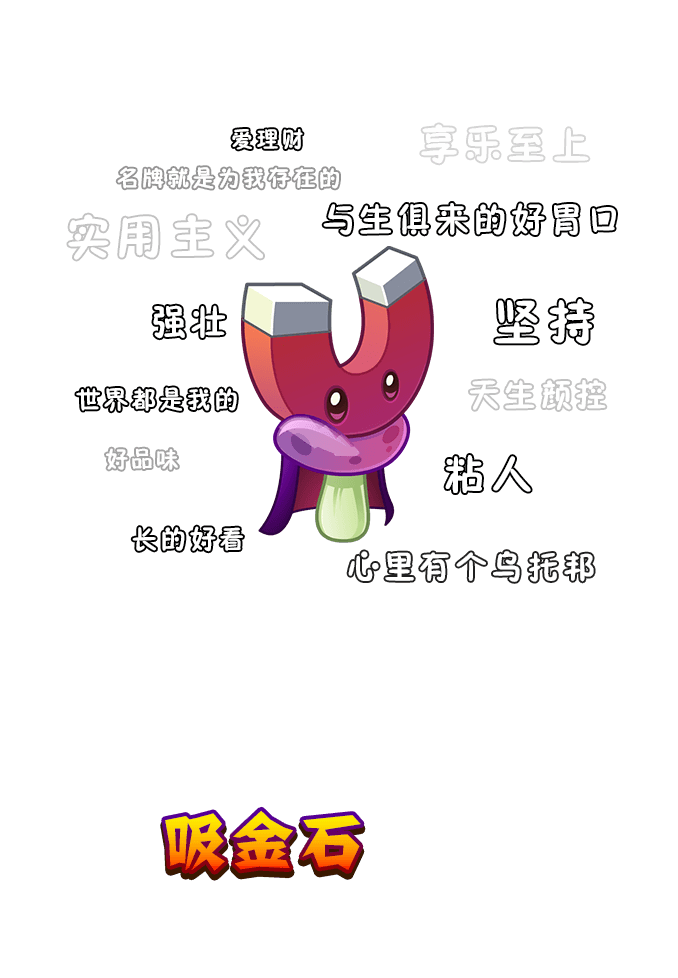 爱理财
享乐至上
名牌就是为我存在的
与生俱来的好胃口
实用主义
强壮
坚持
世界都是我的
天生颜控
好品味
粘人
长的好看
心里有个乌托邦
吸金石